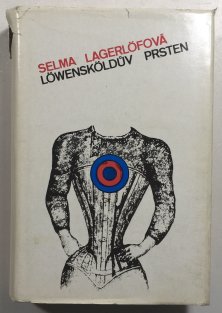 SELMA LAGERLÖFOVÁ
LÖWENSKÖLDŮV PRSTEN